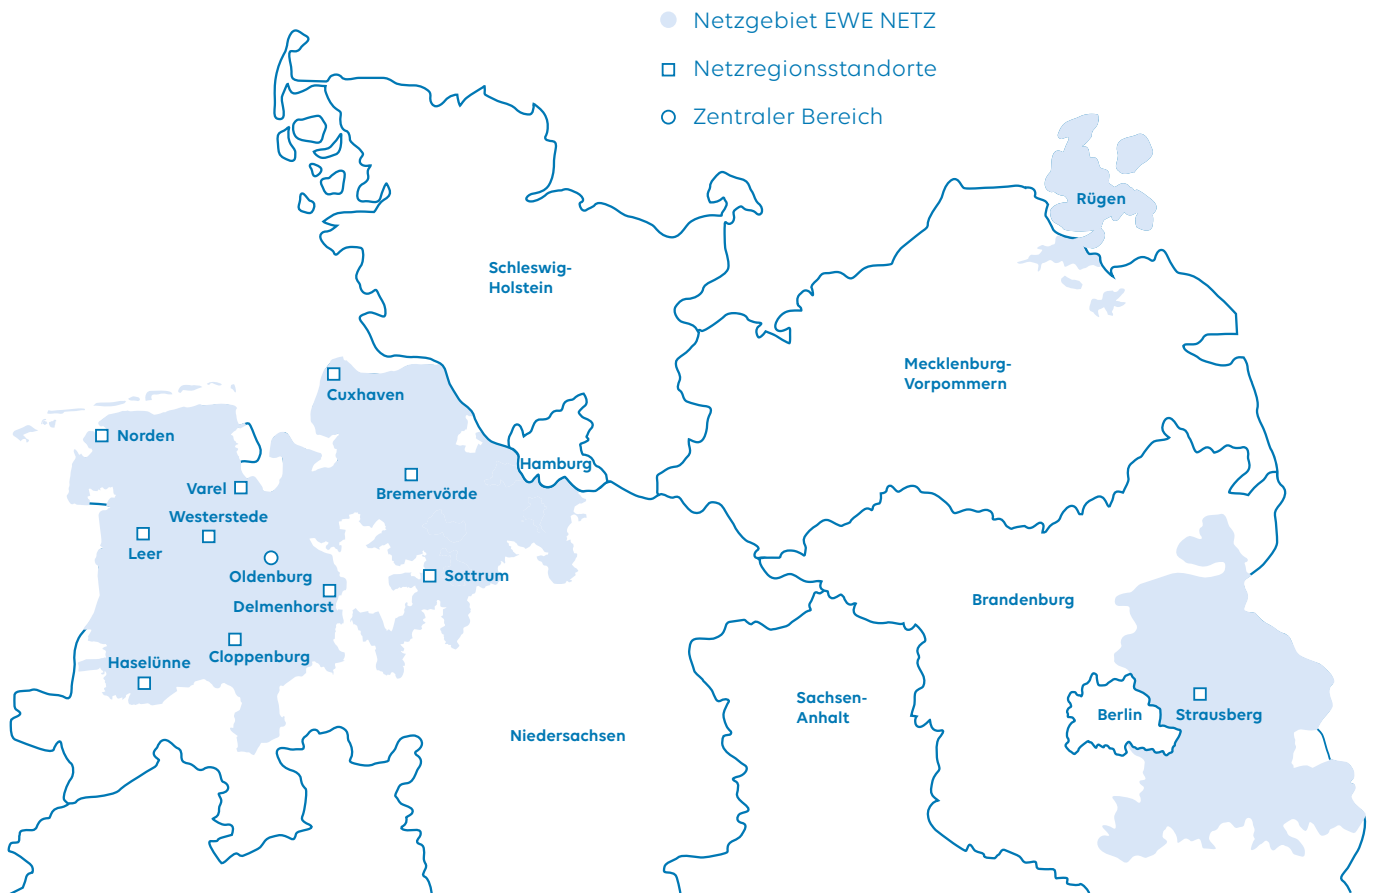 Netzgebiet EWE NETZ
Netzregionsstandorte
Zentraler Bereich
Rügen
Schleswig-
Holstein
Mecklenburg-
Vorpommern
Cuxhaven
Norden
Hamburg
Varel
Bremervörde
Westerstede
Leer
Oldenburg
Sottrum
Delmenhorst
Brandenburg
Cloppenburg
Haselünne
Sachsen-
Anhalt
Berlin
Strausberg
Niedersachsen